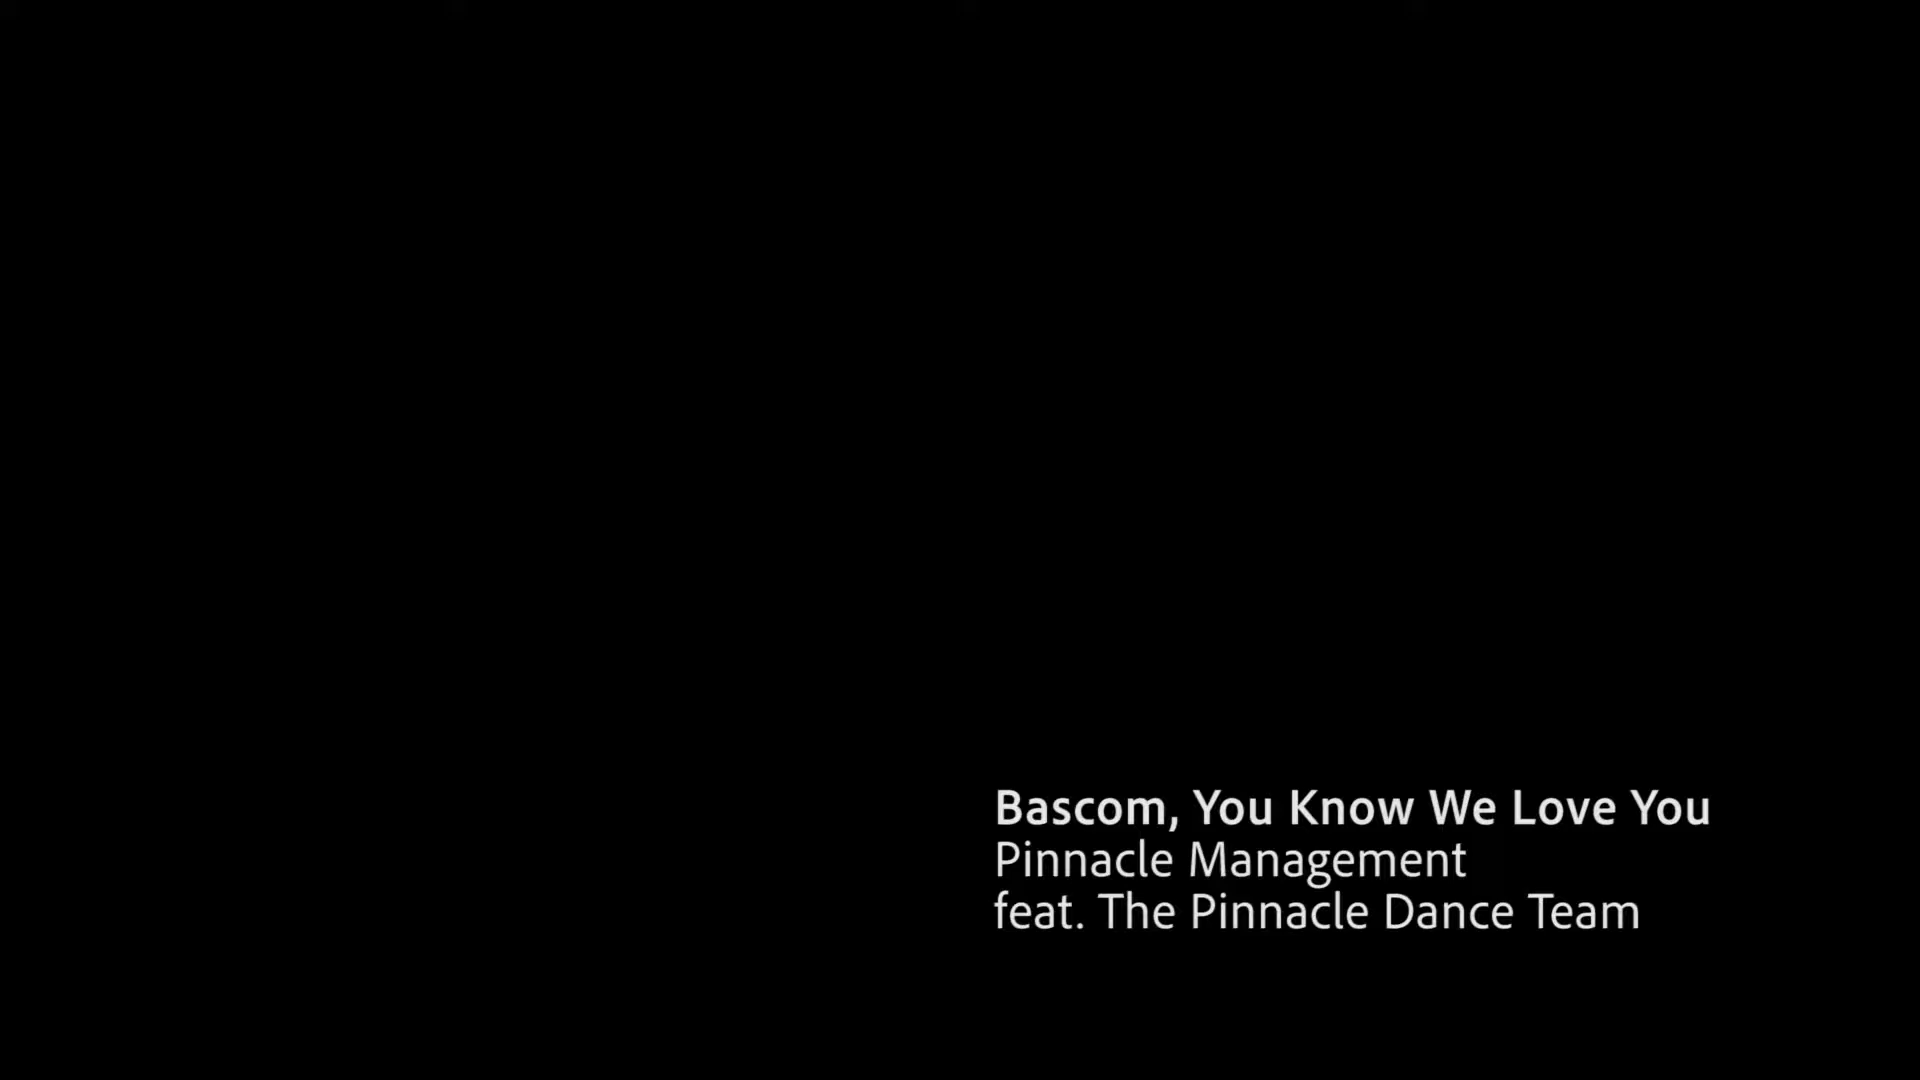 Bascom, You Know We Love You
Pinnacle Management
feat. The Pinnacle Dance Team